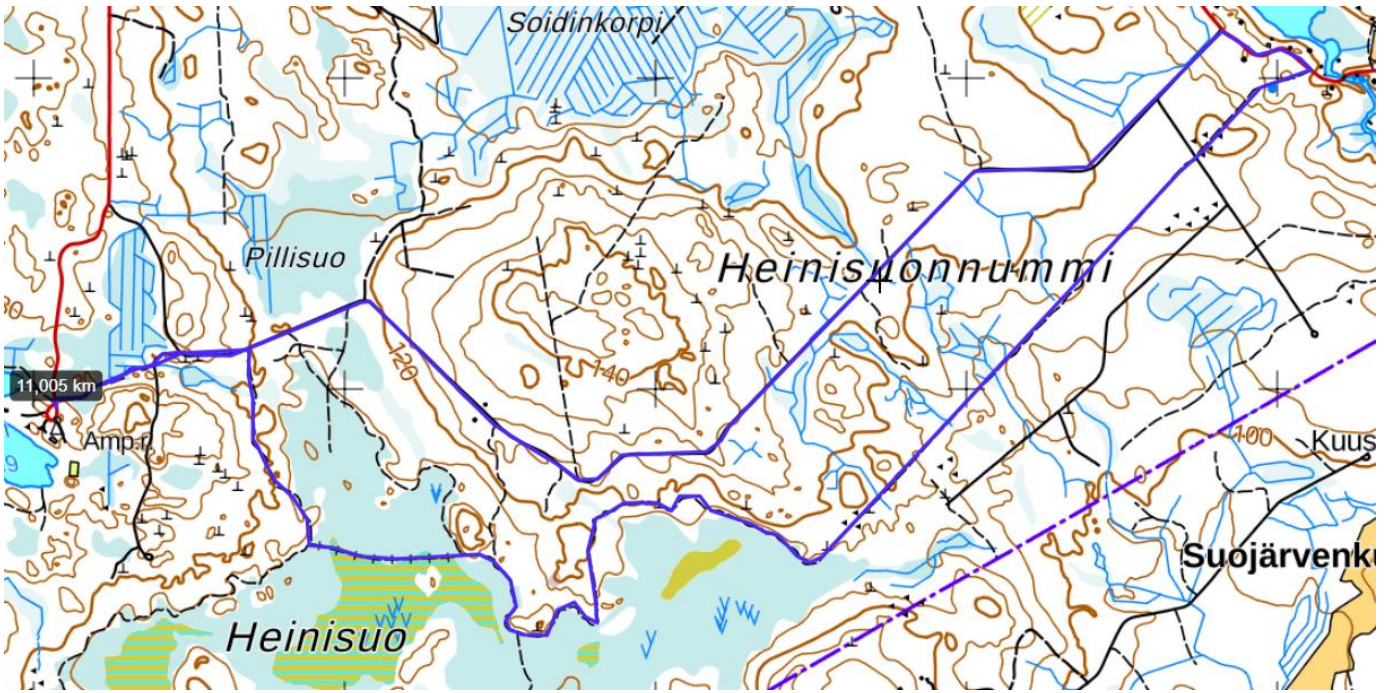 Soidinkorpi
Pillisuo
Heinisuonnummi
120
140
11,005 km
Amp.r.
100
Kuus
Suojärvenku
Heinisuo